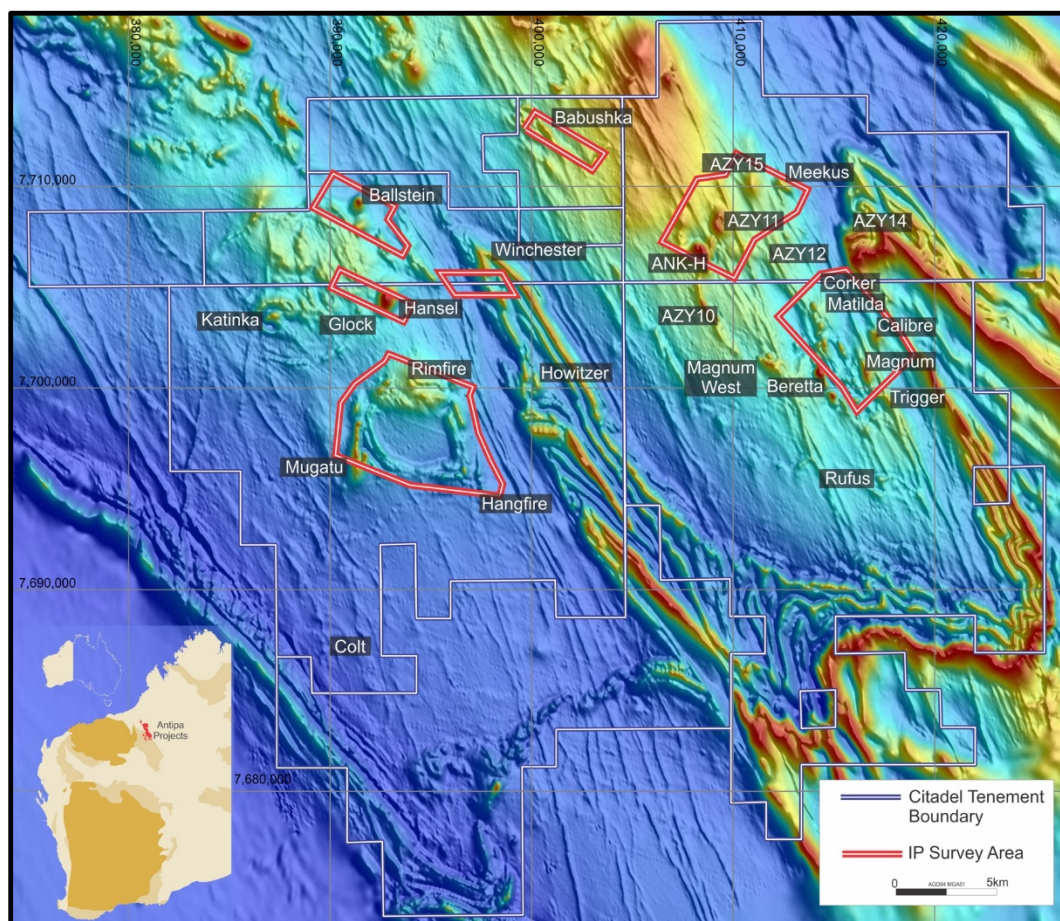 380,000
390,000
400,000
410,000
420,000
Babushka
7,710,000
Ballstein
AZY15
Meekus
AZY11
AZY14
Winchester
AZY12
ANK-H
Corker
Hansel
Matilda
Katinka
Glock
AZY10
Calibre
Rimfire
Magnum
West
Magnum
7,700,000
Howitzer
Beretta
Trigger
Mugatu
Rufus
Hangfire
7,690,000
Colt
Antipa
Projects
7,680,000
Citadel Tenement
Boundary
IP Survey Area
AGD84 MGA51
0
5km